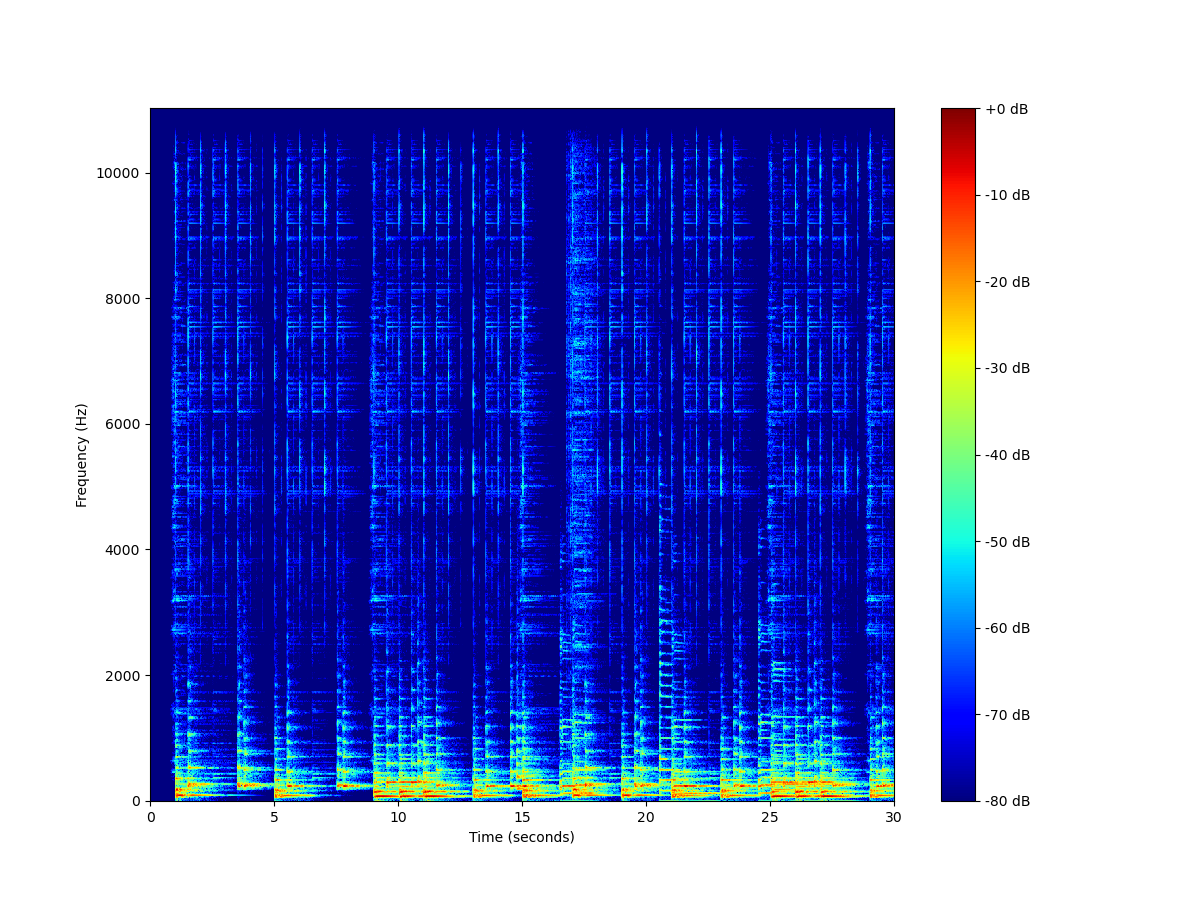 +0 dB
10000
-10 dB
-20 dB
8000
-30 dB
Frequency (Hz)
6000
-40 dB
-50 dB
4000
-60 dB
2000
-70 dB
0
-80 dB
0 5 10 15 20 25 30
Time (seconds)